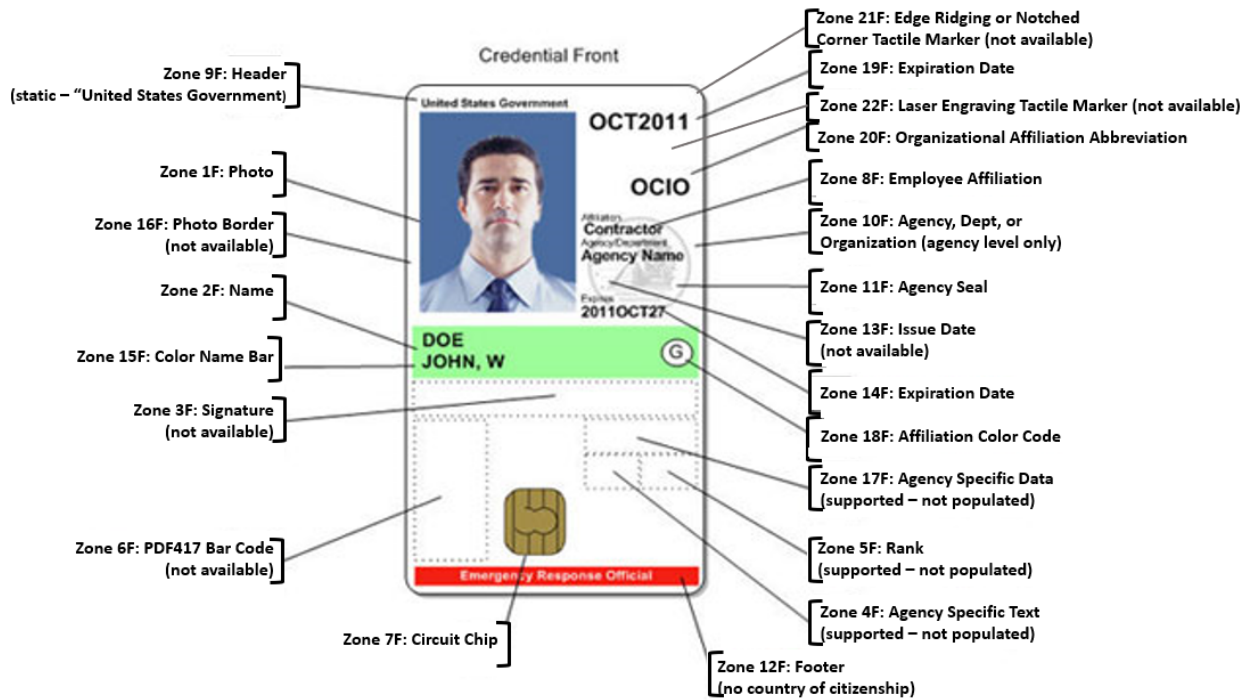 Credential Front
Zone 9F: Header
(static – “United States Government)
Zone 1F: Photo
Zone 16F: Photo Border
(not available)
Zone 2F: Name
Zone 15F: Color Name Bar
Zone 3F: Signature
(not available)
Zone 6F: PDF417 Bar Code
(not available)
Zone 7F: Circuit Chip
United States Government
OCT2011
OCIO
Affiliation
Contractor
Agency/Department
Agency Name
Expires
2011OCT27
DOE
JOHN, W
G
Emergency Response Official
Zone 21F: Edge Ridging or Notched
Corner Tactile Marker (not available)
Zone 19F: Expiration Date
Zone 22F: Laser Engraving Tactile Marker (not available)
Zone 20F: Organizational Affiliation Abbreviation
Zone 8F: Employee Affiliation
Zone 10F: Agency, Dept, or
Organization (agency level only)
Zone 11F: Agency Seal
Zone 13F: Issue Date
(not available)
Zone 14F: Expiration Date
Zone 18F: Affiliation Color Code
Zone 17F: Agency Specific Data
(supported – not populated)
Zone 5F: Rank
(supported – not populated)
Zone 4F: Agency Specific Text
(supported – not populated)
Zone 12F: Footer
(no country of citizenship)